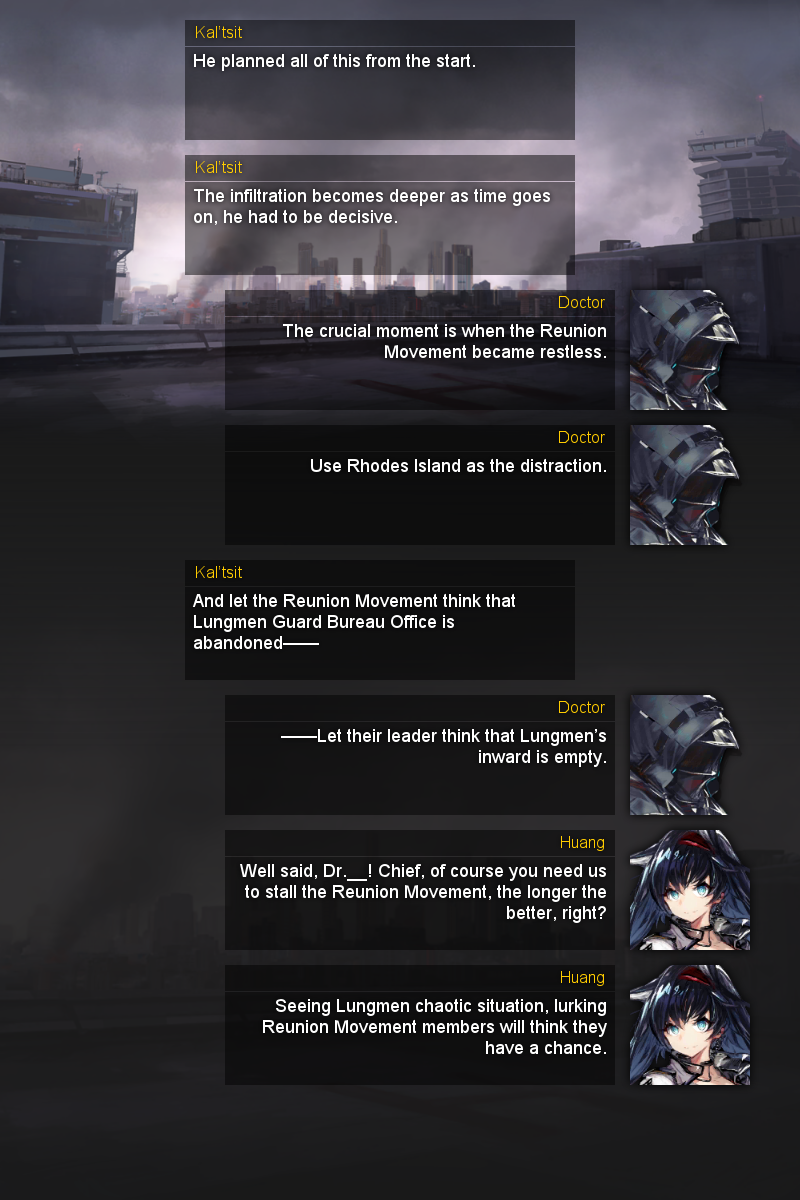 Kal'tsit
He planned all of this from the start.
Kal'tsit
The infiltration becomes deeper as time goes
on, he had to be decisive.
Doctor
The crucial moment is when the Reunion
Movement became restless.
Doctor
Use Rhodes Island as the distraction.
Kal'tsit
And let the Reunion Movement think that
Lungmen Guard Bureau Office is
abandoned——
Doctor
——Let their leader think that Lungmen’s
inward is empty.
Huang
Well said, Dr.__! Chief, of course you need us
to stall the Reunion Movement, the longer the
better, right?
Huang
Seeing Lungmen chaotic situation, lurking
Reunion Movement members will think they
have a chance.